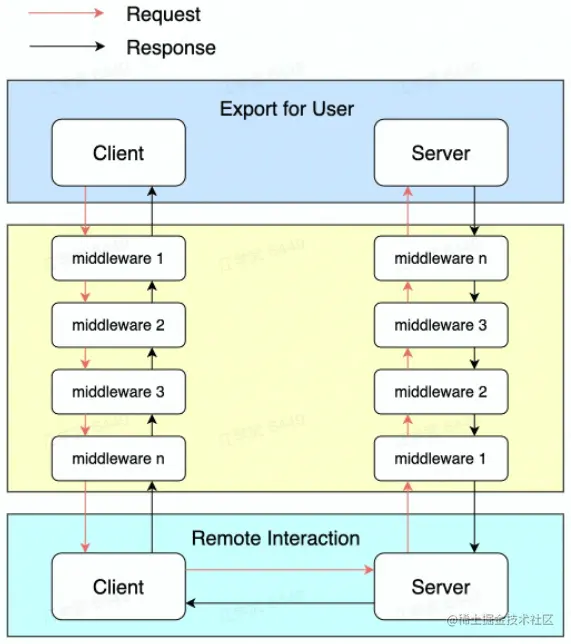 Request
Response
Export for User
Client
Server
middleware 1
middleware n
middleware 2
middleware 3
middleware 3
middleware 2
middleware n
middleware 1
Remote Interaction
Client
Server
@稀土掘金技术社区